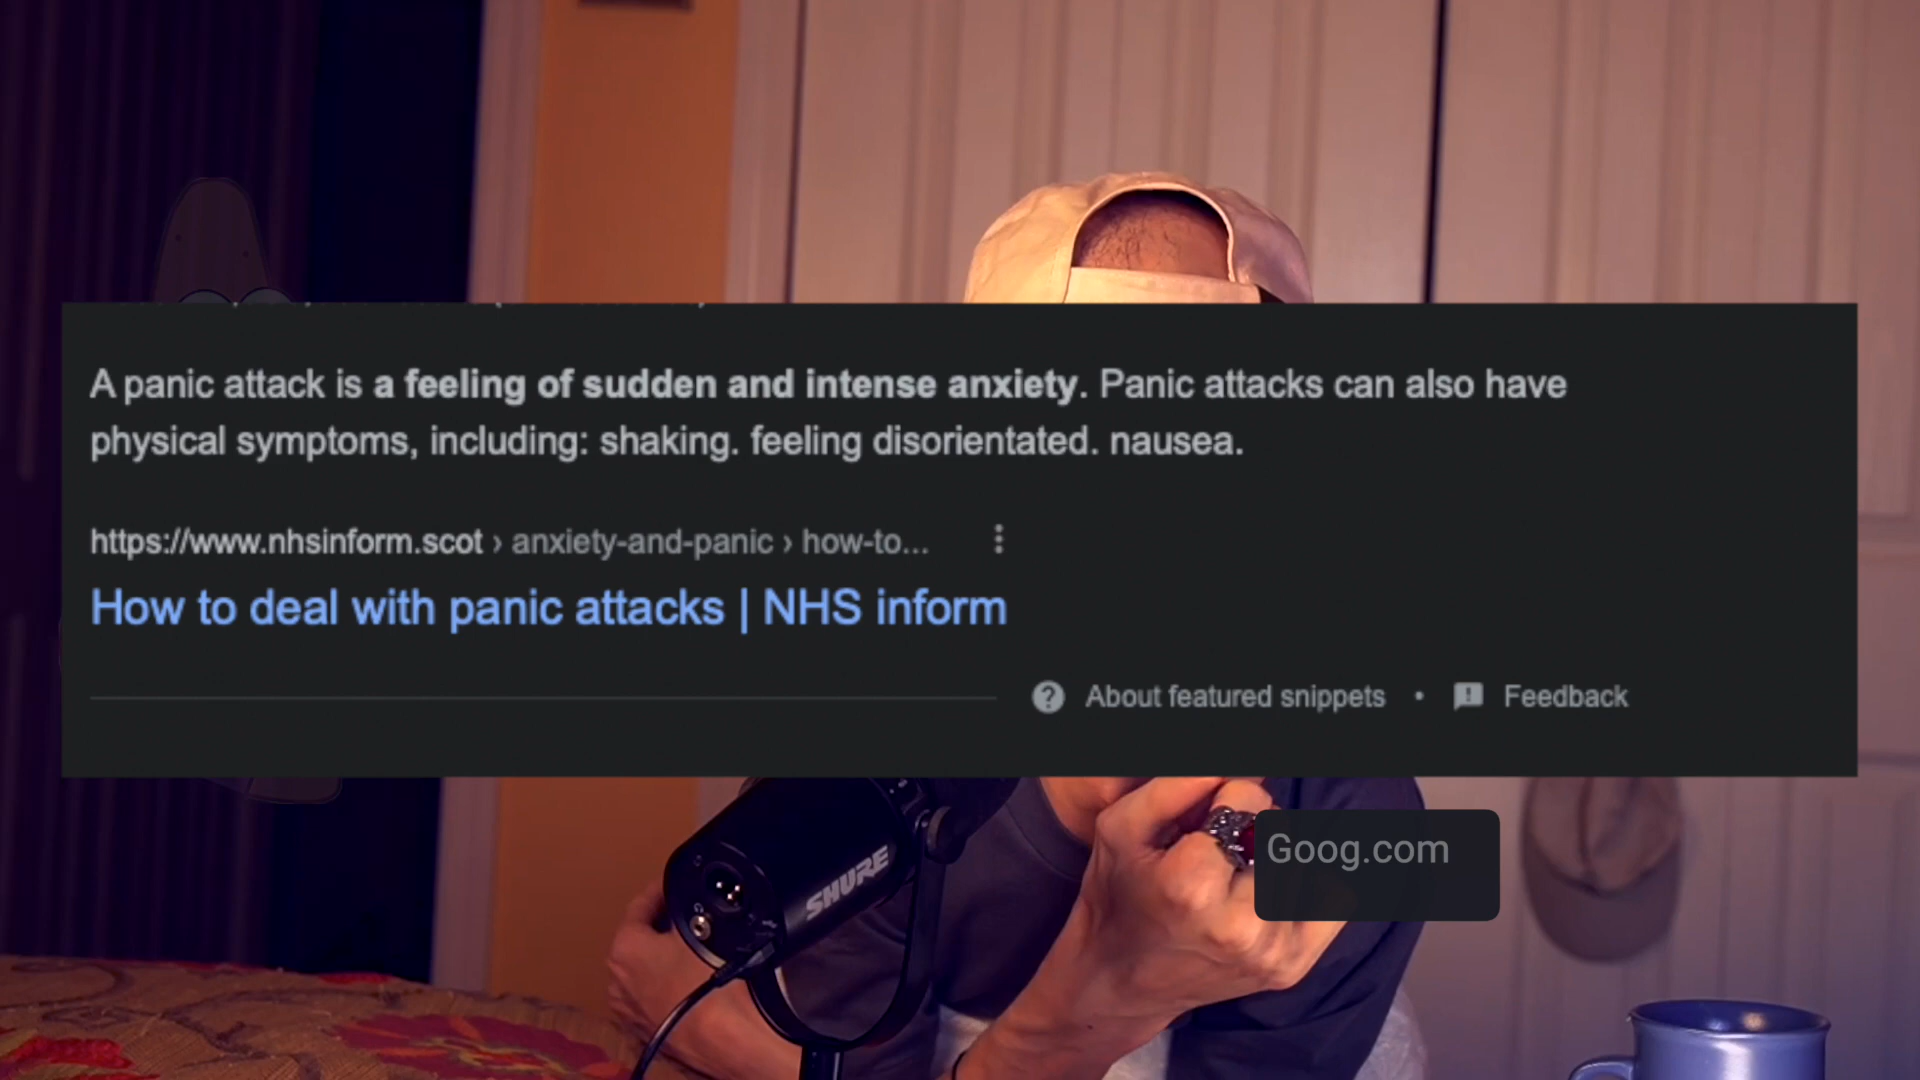 A panic attack is a feeling of sudden and intense anxiety. Panic attacks can also have
physical symptoms, including: shaking. feeling disorientated. nausea.
https://www.nhsinform.scot › anxiety-and-panic › how-to...
How to deal with panic attacks | NHS inform
About featured snippets • Feedback
SHURE
Goog.com